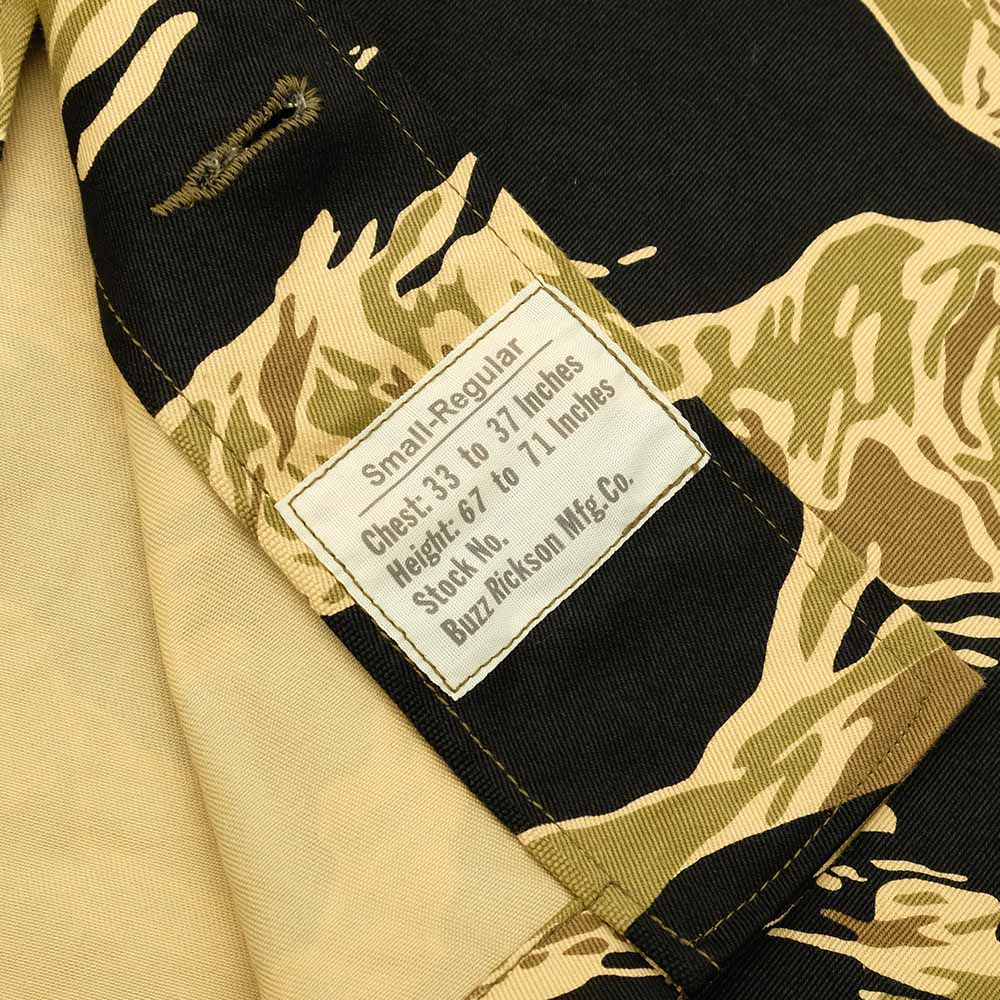 Small-Regular
Chest: 33 to 37 Inches
Height: 67 to 71 Inches
Stock No.
Buzz Rickson Mfg.Co.